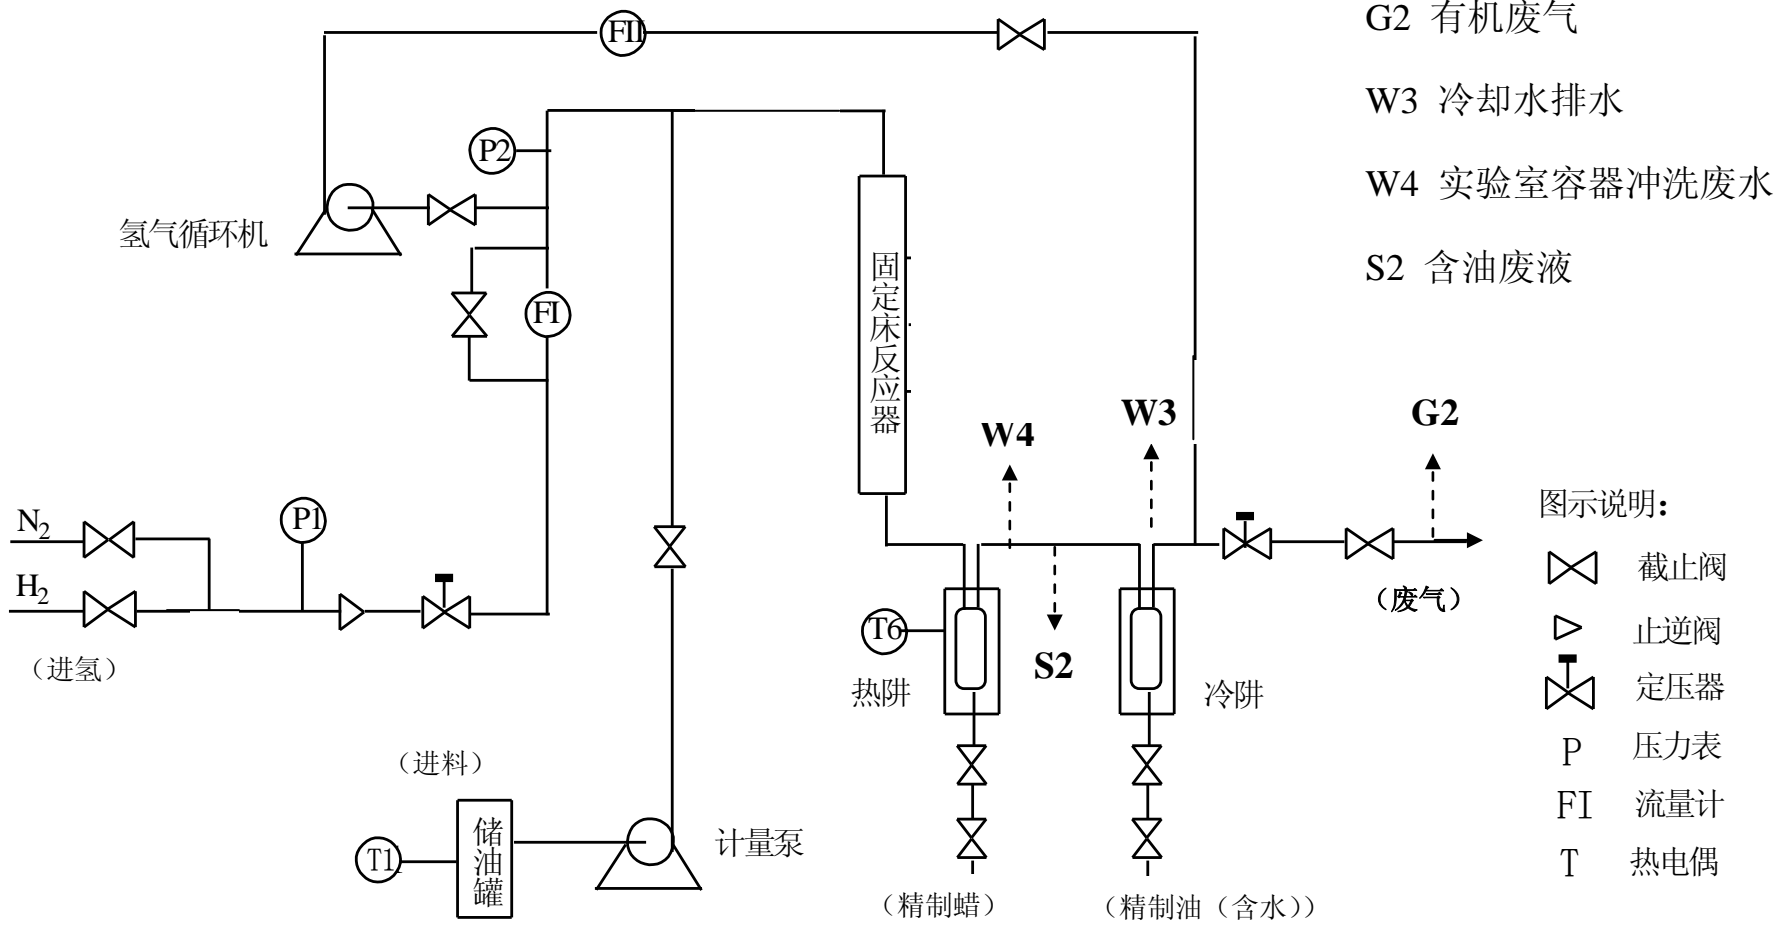 G2 有机废气
FII
W3 冷却水排水
P2
W4 实验室容器冲洗废水
氢气循环机
S2 含油废液
固定床反应器
FI
W3
G2
W4
N2
P1
图示说明：
截止阀
H2
（废气）
T6
止逆阀
（进氢）
S2
热阱
冷阱
定压器
（进料）
P 压力表
FI 流量计
储油罐
计量泵
T1
T 热电偶
（精制蜡）
（精制油（含水））